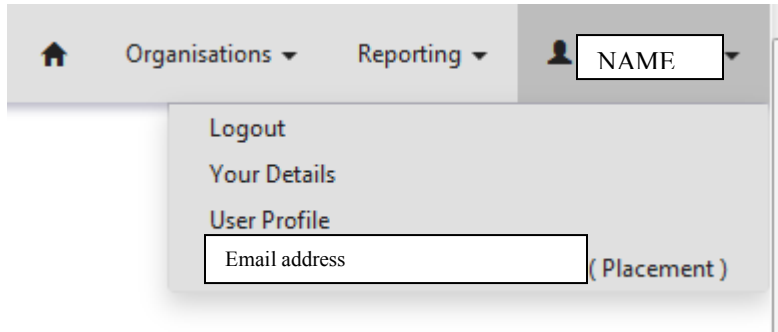 Organisations Reporting NAME
Logout
Your Details
User Profile
Email address
( Placement )